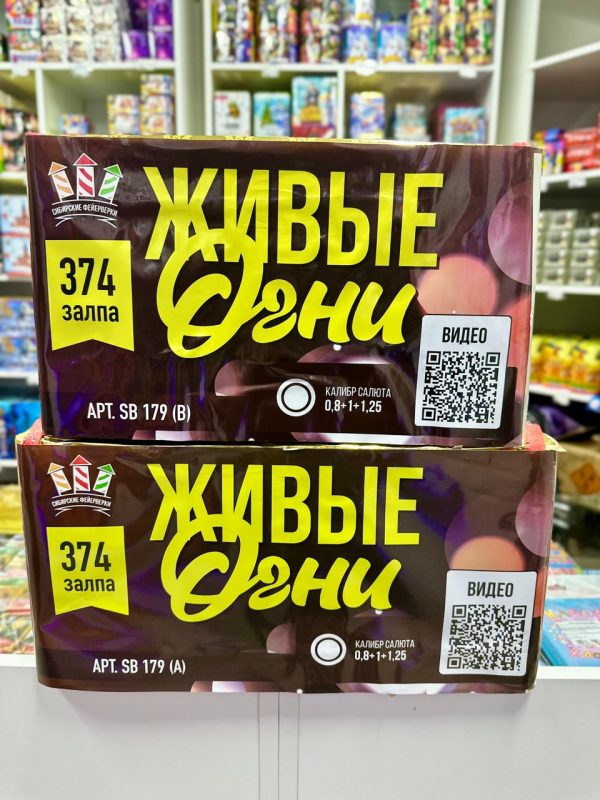 СИБИРСКИЕ ФЕЙЕРВЕРКИ
ЖИВЫЕ
Огни
374
залпа
ВИДЕО
КАЛИБР САЛЮТА
0,8+1+1,25
АРТ. SB 179 (B)
СИБИРСКИЕ ФЕЙЕРВЕРКИ
ЖИВЫЕ
Огни
374
залпа
ВИДЕО
КАЛИБР САЛЮТА
0,8+1+1,25
АРТ. SB 179 (A)